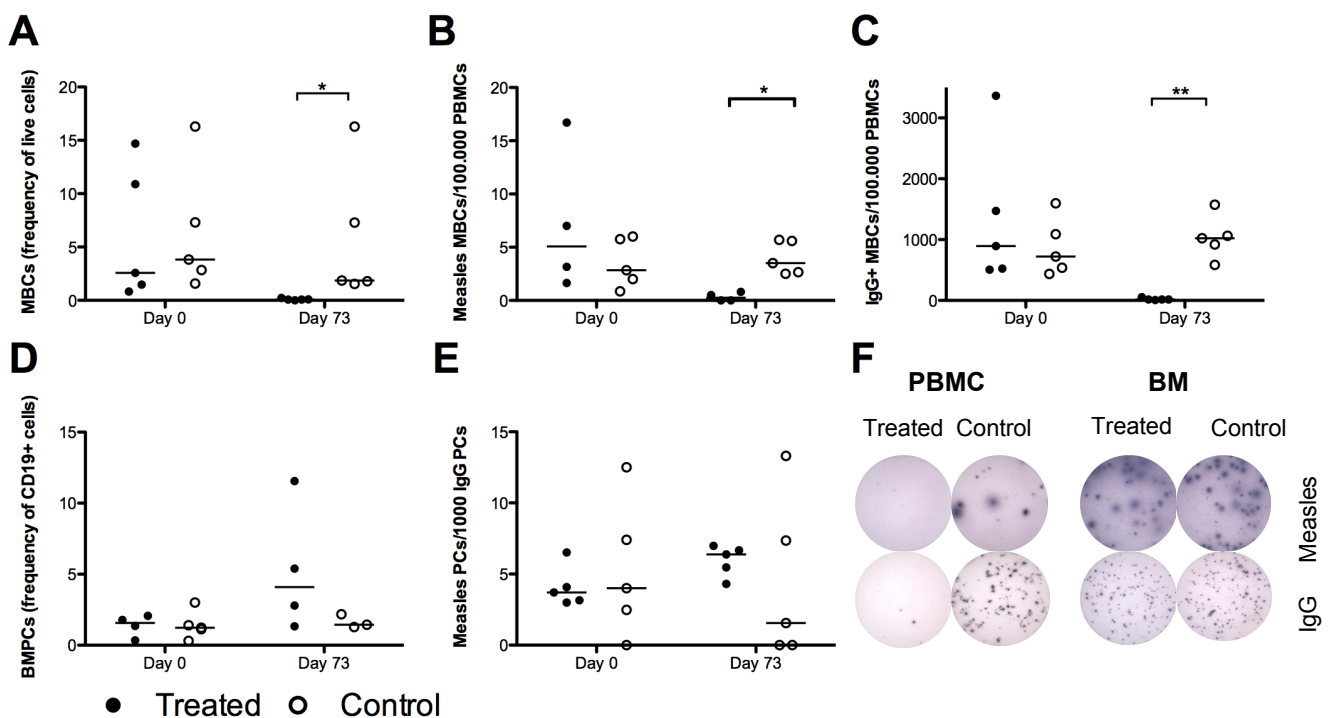 A
MBCs (frequency of live cells)
20
15
10
5
0
*
Day 0
Day 73
B
Measles MBCs/100.000 PBMCs
20
15
10
5
0
*
Day 0
Day 73
C
IgG+ MBCs/100.000 PBMCs
3000
2000
1000
0
**
Day 0
Day 73
D
BMPCs (frequency of CD19+ cells)
15
10
5
0
Day 0
Day 73
E
Measles PCs/1000 IgG PCs
15
10
5
0
Day 0
Day 73
F
PBMC
BM
Treated Control
Treated Control
Measles
IgG
Treated
Control